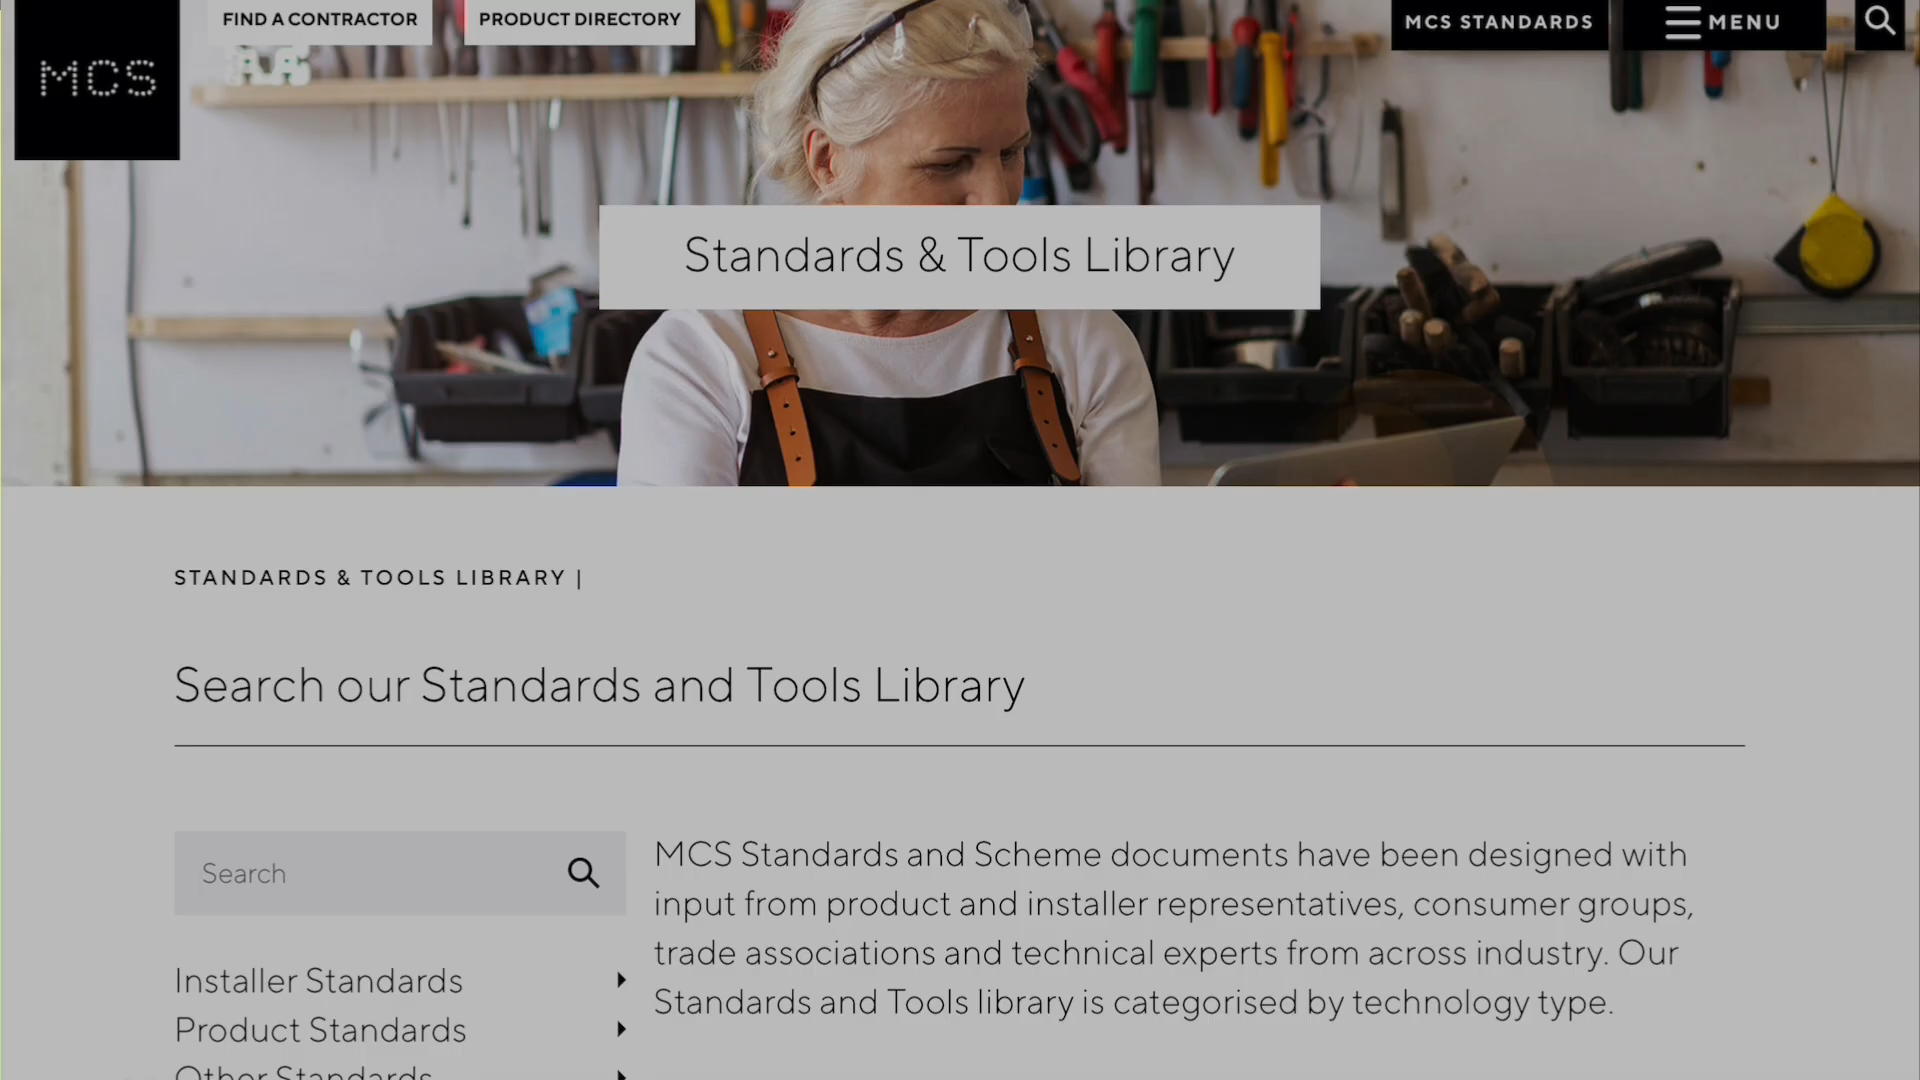 FIND A CONTRACTOR
PRODUCT DIRECTORY
MCS STANDARDS
MENU
MCS
Standards & Tools Library
STANDARDS & TOOLS LIBRARY |
Search our Standards and Tools Library
Search
MCS Standards and Scheme documents have been designed with
input from product and installer representatives, consumer groups,
trade associations and technical experts from across industry. Our
Standards and Tools library is categorised by technology type.
Installer Standards
Product Standards
Other Standards